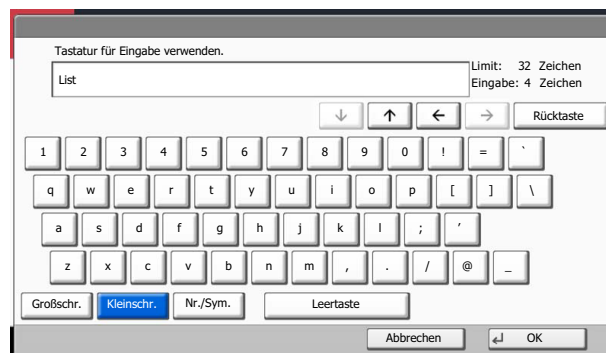 Tastatur für Eingabe verwenden.
List
Limit: 32 Zeichen
Eingabe: 4 Zeichen
↓ ↑ ← → Rücktaste
1 2 3 4 5 6 7 8 9 0 ! = `
q w e r t y u i o p [ ] \
a s d f g h j k l ; ’
z x c v b n m , . / @ _
Großschr. Kleinschr. Nr./Sym. Leertaste
Abbrechen ↵ OK